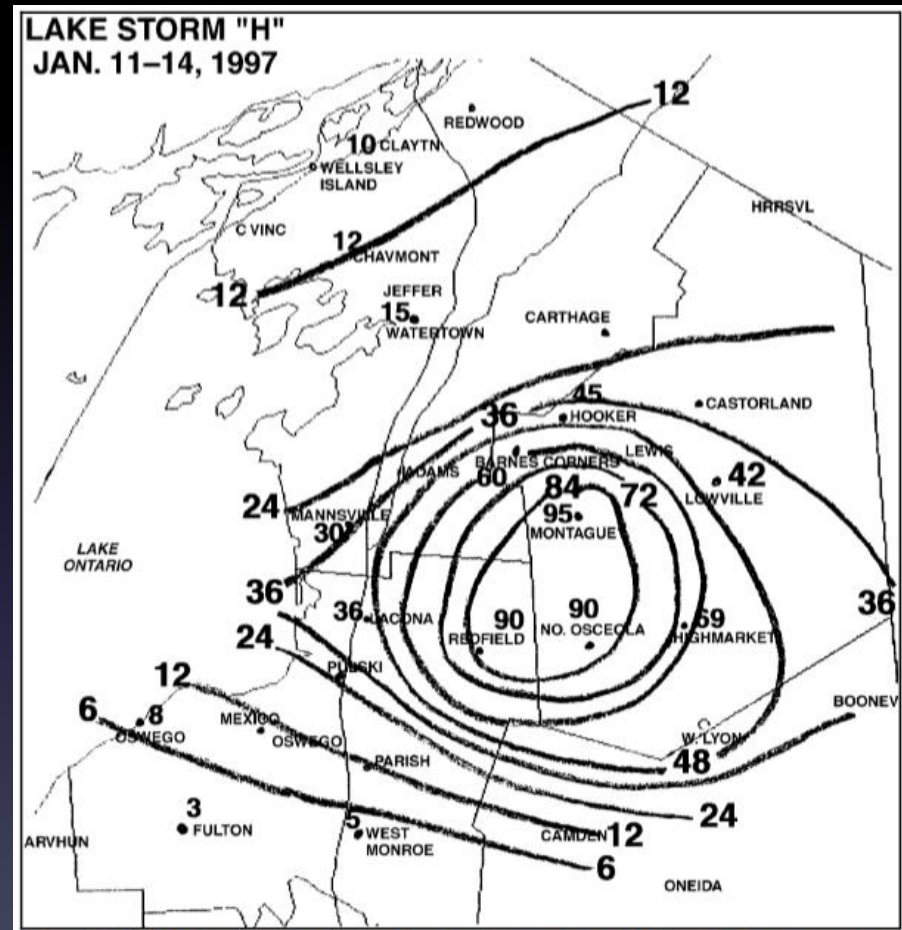 LAKE STORM "H"
JAN. 11–14, 1997
12
REDWOOD
10 CLAYTN
WELLSLEY
ISLAND
HRRSVL
C VINC
12
CHAVMONT
12
JEFFER
15
WATERTOWN
CARTHAGE
45
36
HOOKER
CASTORLAND
ADAMS
BARNES CORNERS
LEWIS
60
84
72
42
LOWVILLE
24
MANNSVILLE
30
95
MONTAGUE
LAKE
ONTARIO
36
36
36
LACONA
90
REDFIELD
90
NO. OSCEOLA
69
HIGHMARKET
24
PULSKI
12
6
8
OSWEGO
MEXICO
OSWEGO
BOONEV
W. LYON
48
PARISH
24
3
FULTON
5
WEST
MONROE
CAMDEN
12
6
ARVHUN
ONEIDA